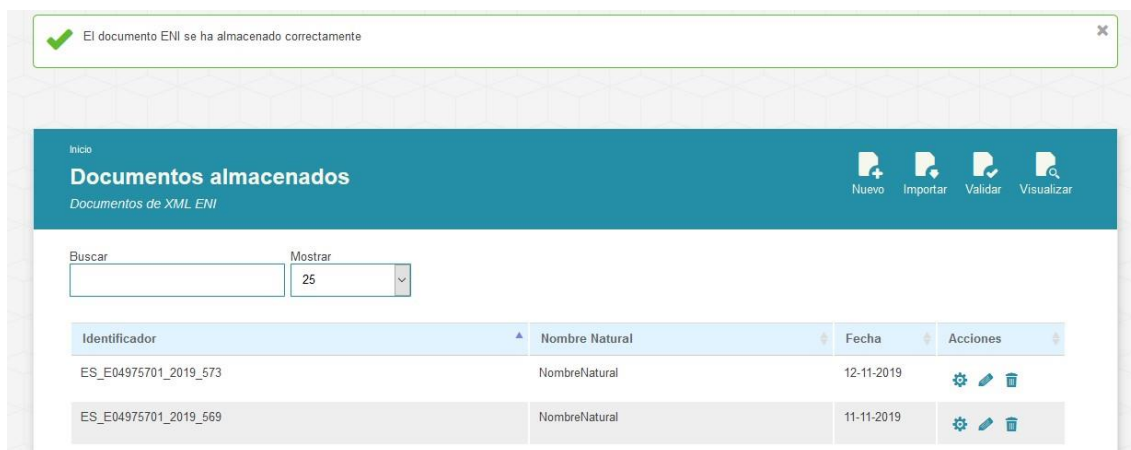 El documento ENI se ha almacenado correctamente
Inicio
Documentos almacenados
Documentos de XML ENI
Nuevo Importar Validar Visualizar
Buscar Mostrar
25
Identificador Nombre Natural Fecha Acciones
ES_E04975701_2019_573 NombreNatural 12-11-2019
ES_E04975701_2019_569 NombreNatural 11-11-2019